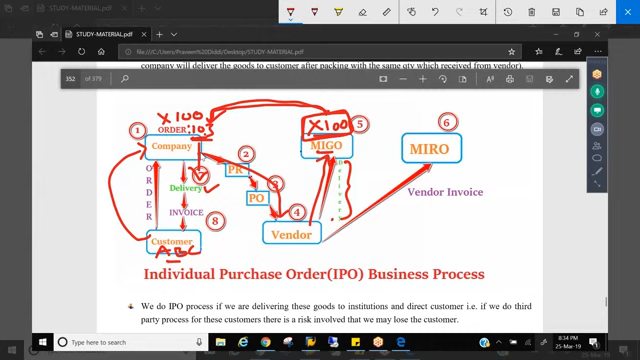 STUDY-MATERIAL.pdf
STUDY-MATERIAL.pdf
file:///C:/Users/Praveen%20Diddi/Desktop/STUDY-MATERIAL.pdf
company will deliver the goods to customer after packing with the same qty which received from vendor).
352 of 379
X100
ORDER:103
X100
1
Company
2
PR
3
PO
4
Vendor
5
MIGO
6
MIRO
Vendor Invoice
ORDER
Delivery
INVOICE
8
Customer
ABC
Individual Purchase Order(IPO) Business Process
We do IPO process if we are delivering these goods to institutions and direct customer i.e. if we do third
party process for these customers there is a risk involved that we may lose the customer.
Type here to search
8:34 PM
25-Mar-19